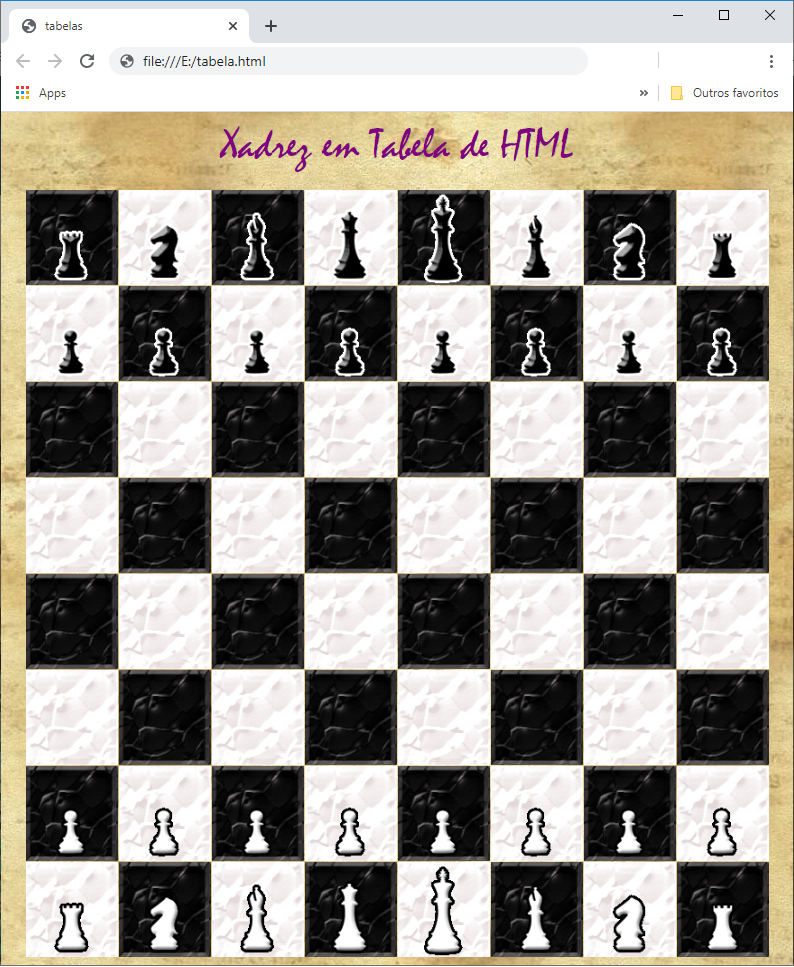 tabelas
file:///E:/tabela.html
Apps
» Outros favoritos
Xadrez em Tabela de HTML